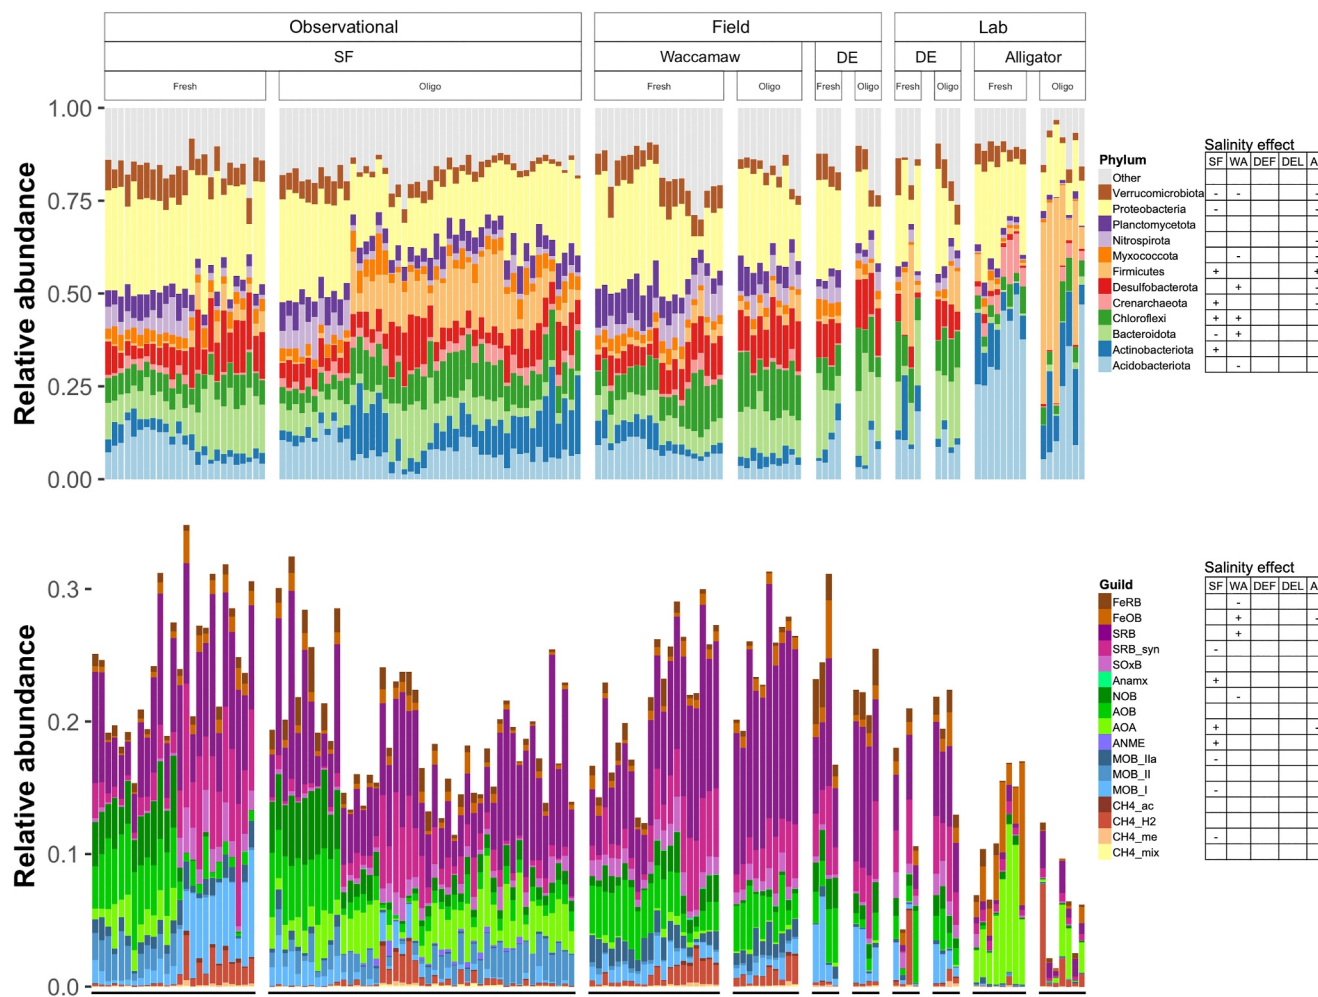 Observational Field Lab
SF Waccamaw DE DE Alligator
Fresh Oligo Fresh Oligo Fresh Oligo Fresh Oligo Fresh Oligo
Relative abundance
1.00
0.75
0.50
0.25
0.00
Phylum
Other
Verrucomicrobiota
Proteobacteria
Planctomycetota
Nitrospirota
Myxococcota
Firmicutes
Desulfobacterota
Crenarchaeota
Chloroflexi
Bacteroidota
Actinobacteriota
Acidobacteriota
Salinity effect
SF WA DEF DEL A
- - -
- -
-
- -
+ +
+ -
+ -
+ +
- +
+
-
Relative abundance
0.3
0.2
0.1
0.0
Guild
FeRB
FeOB
SRB
SRB_syn
SOxB
Anamx
NOB
AOB
AOA
ANME
MOB_IIa
MOB_II
MOB_I
CH4_ac
CH4_H2
CH4_me
CH4_mix
Salinity effect
SF WA DEF DEL A
-
+ -
+
-
+
-
+ -
+
-
-
-